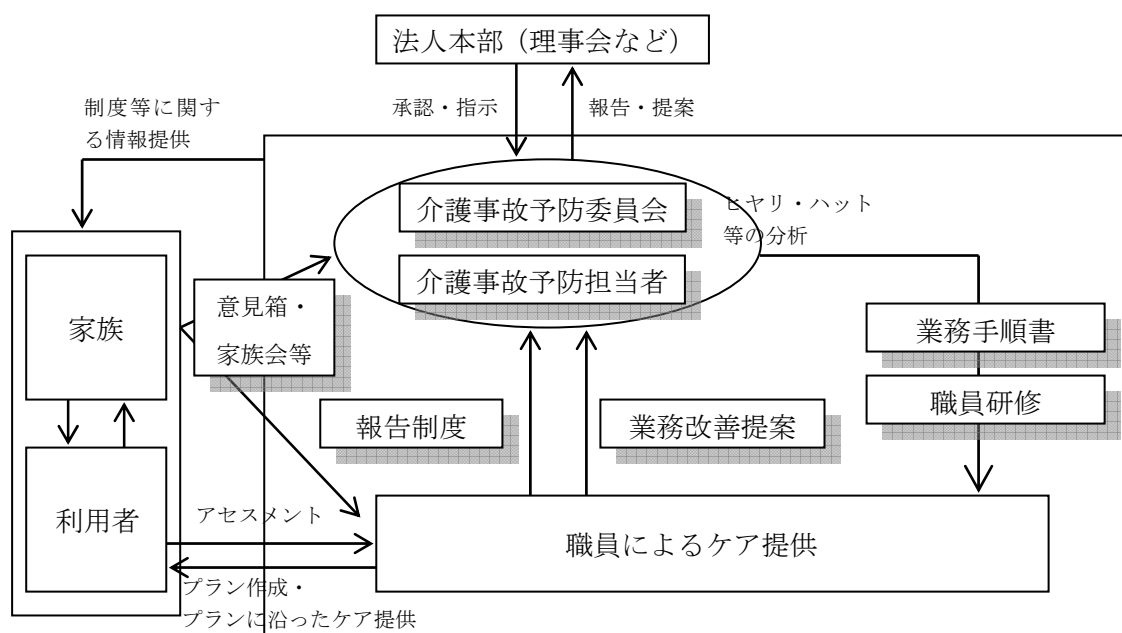 法人本部（理事会など）
制度等に関す
る情報提供
承認・指示
報告・提案
介護事故予防委員会
ヒヤリ・ハット
等の分析
介護事故予防担当者
意見箱・
家族会等
家族
業務手順書
職員研修
報告制度
業務改善提案
利用者
アセスメント
職員によるケア提供
プラン作成・
プランに沿ったケア提供